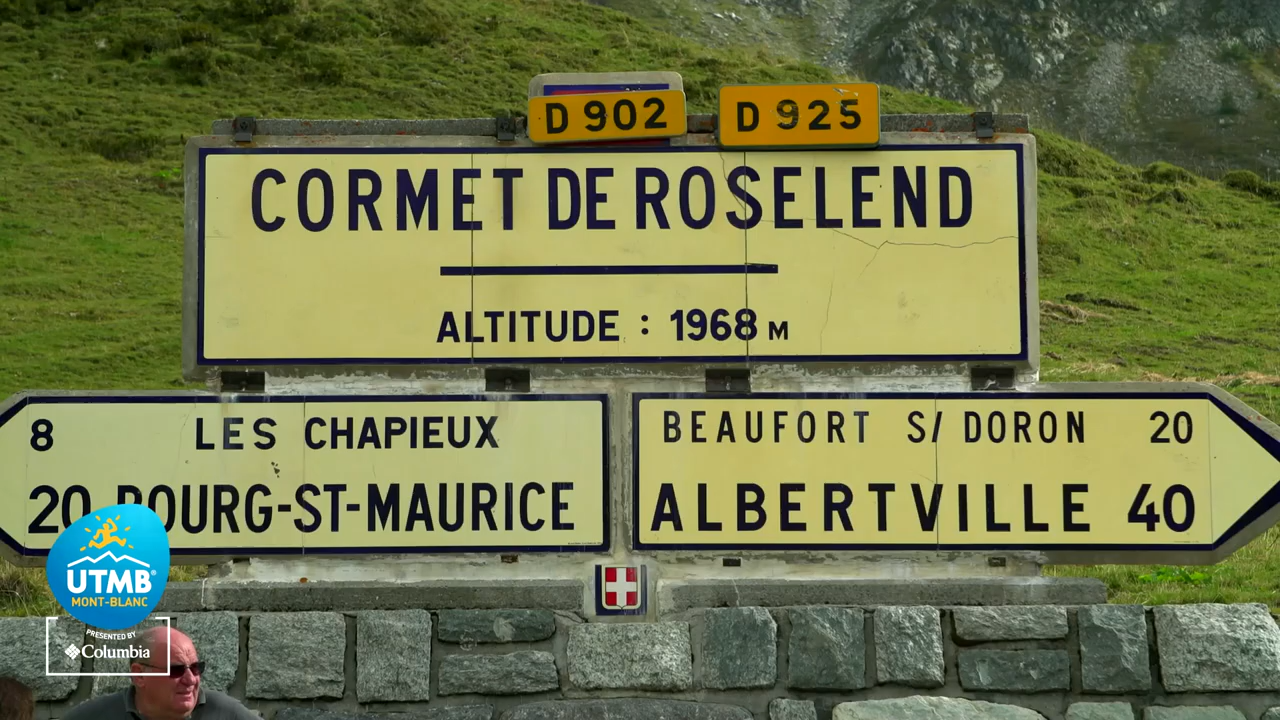 D 902
D 925
CORMET DE ROSELEND
ALTITUDE : 1968 M
8 LES CHAPIEUX
20 BOURG-ST-MAURICE
BEAUFORT S/ DORON 20
ALBERTVILLE 40
UTMB®
MONT-BLANC
PRESENTED BY
Columbia